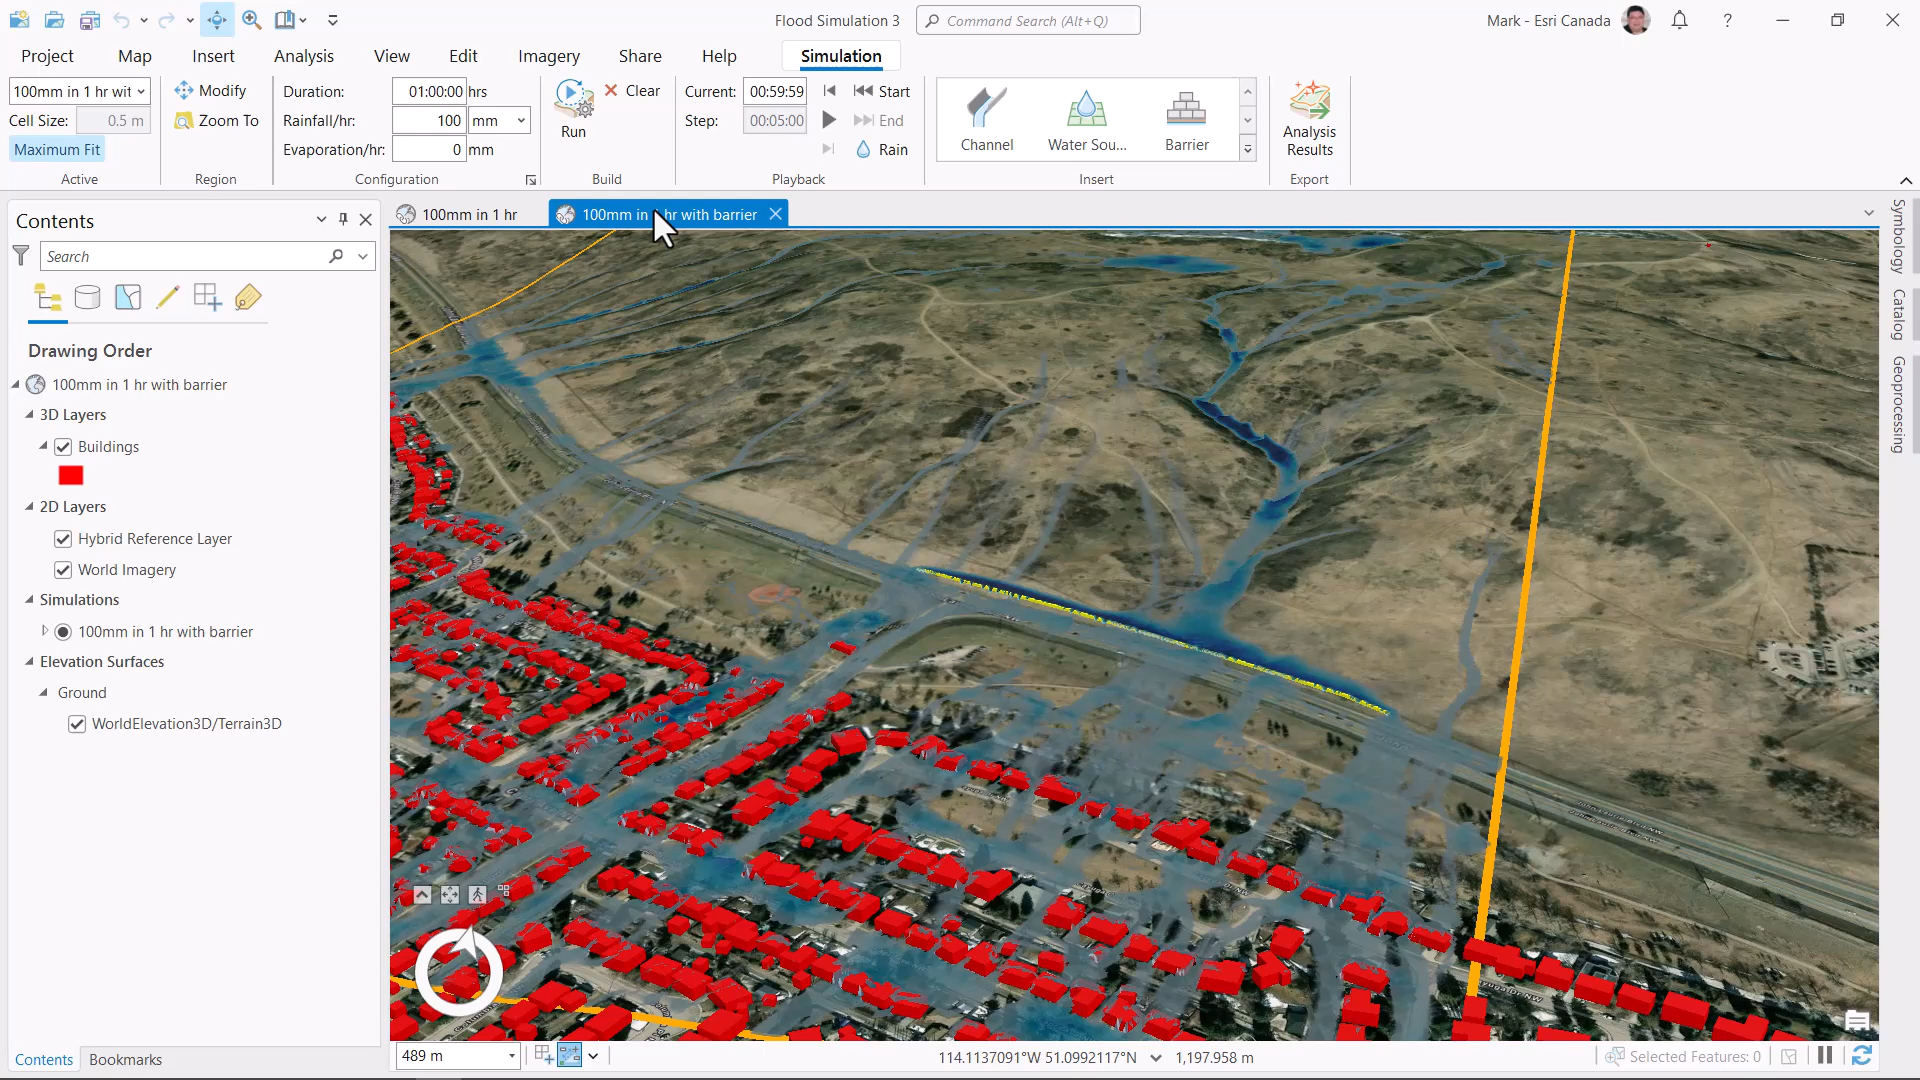 Flood Simulation 3
Command Search (Alt+Q)
Mark - Esri Canada
?
Project
Map
Insert
Analysis
View
Edit
Imagery
Share
Help
Simulation
100mm in 1 hr wit
Cell Size: 0.5 m
Maximum Fit
Active
Modify
Zoom To
Region
Duration: 01:00:00 hrs
Rainfall/hr: 100 mm
Evaporation/hr: 0 mm
Configuration
Run
Clear
Build
Current: 00:59:59
Step: 00:05:00
Start
End
Rain
Playback
Channel
Water Sou...
Barrier
Insert
Analysis
Results
Export
Contents
Search
Drawing Order
100mm in 1 hr with barrier
3D Layers
Buildings
2D Layers
Hybrid Reference Layer
World Imagery
Simulations
100mm in 1 hr with barrier
Elevation Surfaces
Ground
WorldElevation3D/Terrain3D
Contents
Bookmarks
100mm in 1 hr
100mm in 1 hr with barrier
Symbology
Catalog
Geoprocessing
489 m
114.1137091°W 51.0992117°N
1,197.958 m
Selected Features: 0